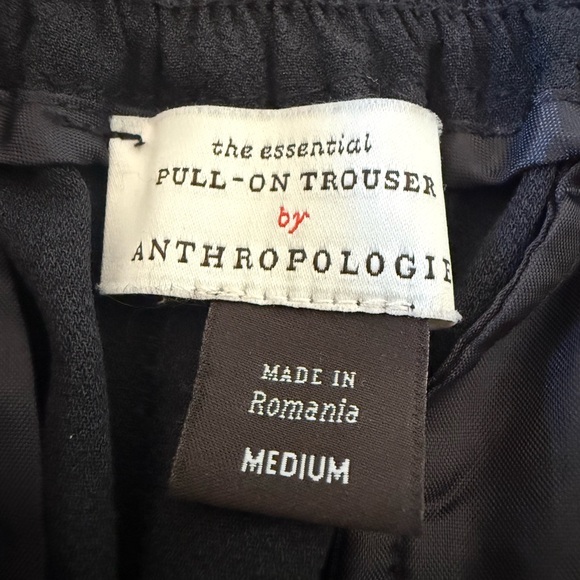 the essential
PULL-ON TROUSER
by
ANTHROPOLOGIE
MADE IN
Romania
MEDIUM